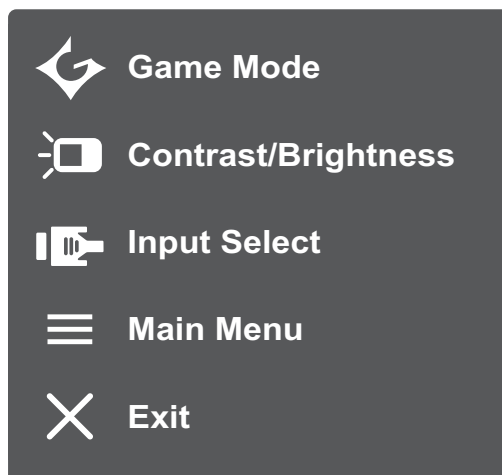 Game Mode
Contrast/Brightness
Input Select
Main Menu
Exit